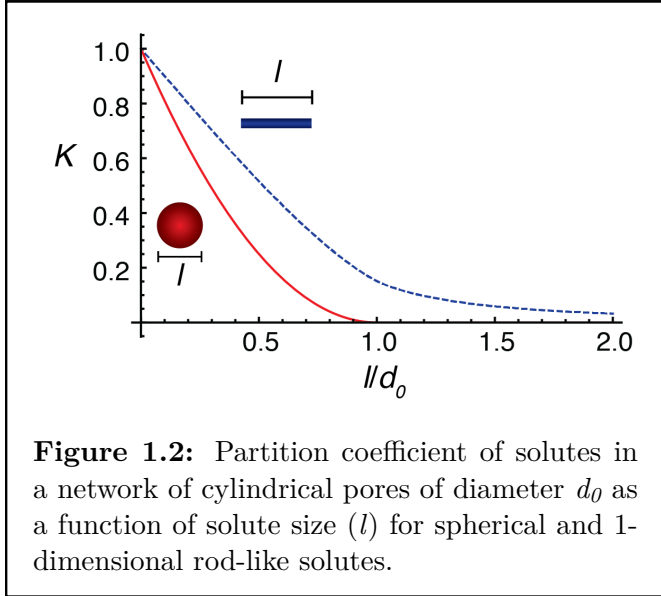 1.0
l
0.8
K
0.6
0.4
0.2
l
0.5
1.0
1.5
2.0
l/d0
Figure 1.2: Partition coefficient of solutes in
a network of cylindrical pores of diameter d0 as
a function of solute size (l) for spherical and 1-
dimensional rod-like solutes.